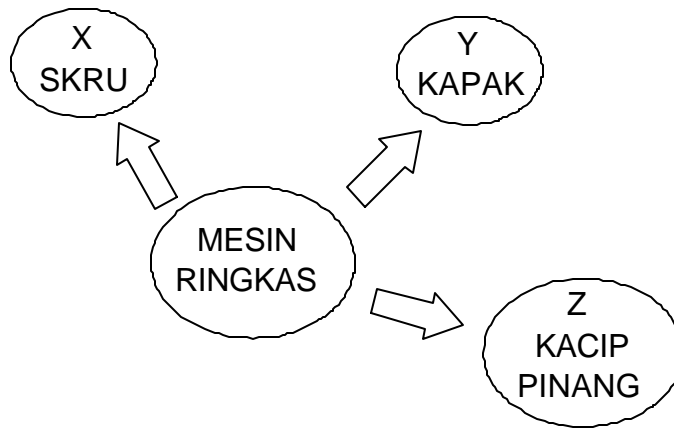 X
SKRU
Y
KAPAK
MESIN
RINGKAS
Z
KACIP
PINANG